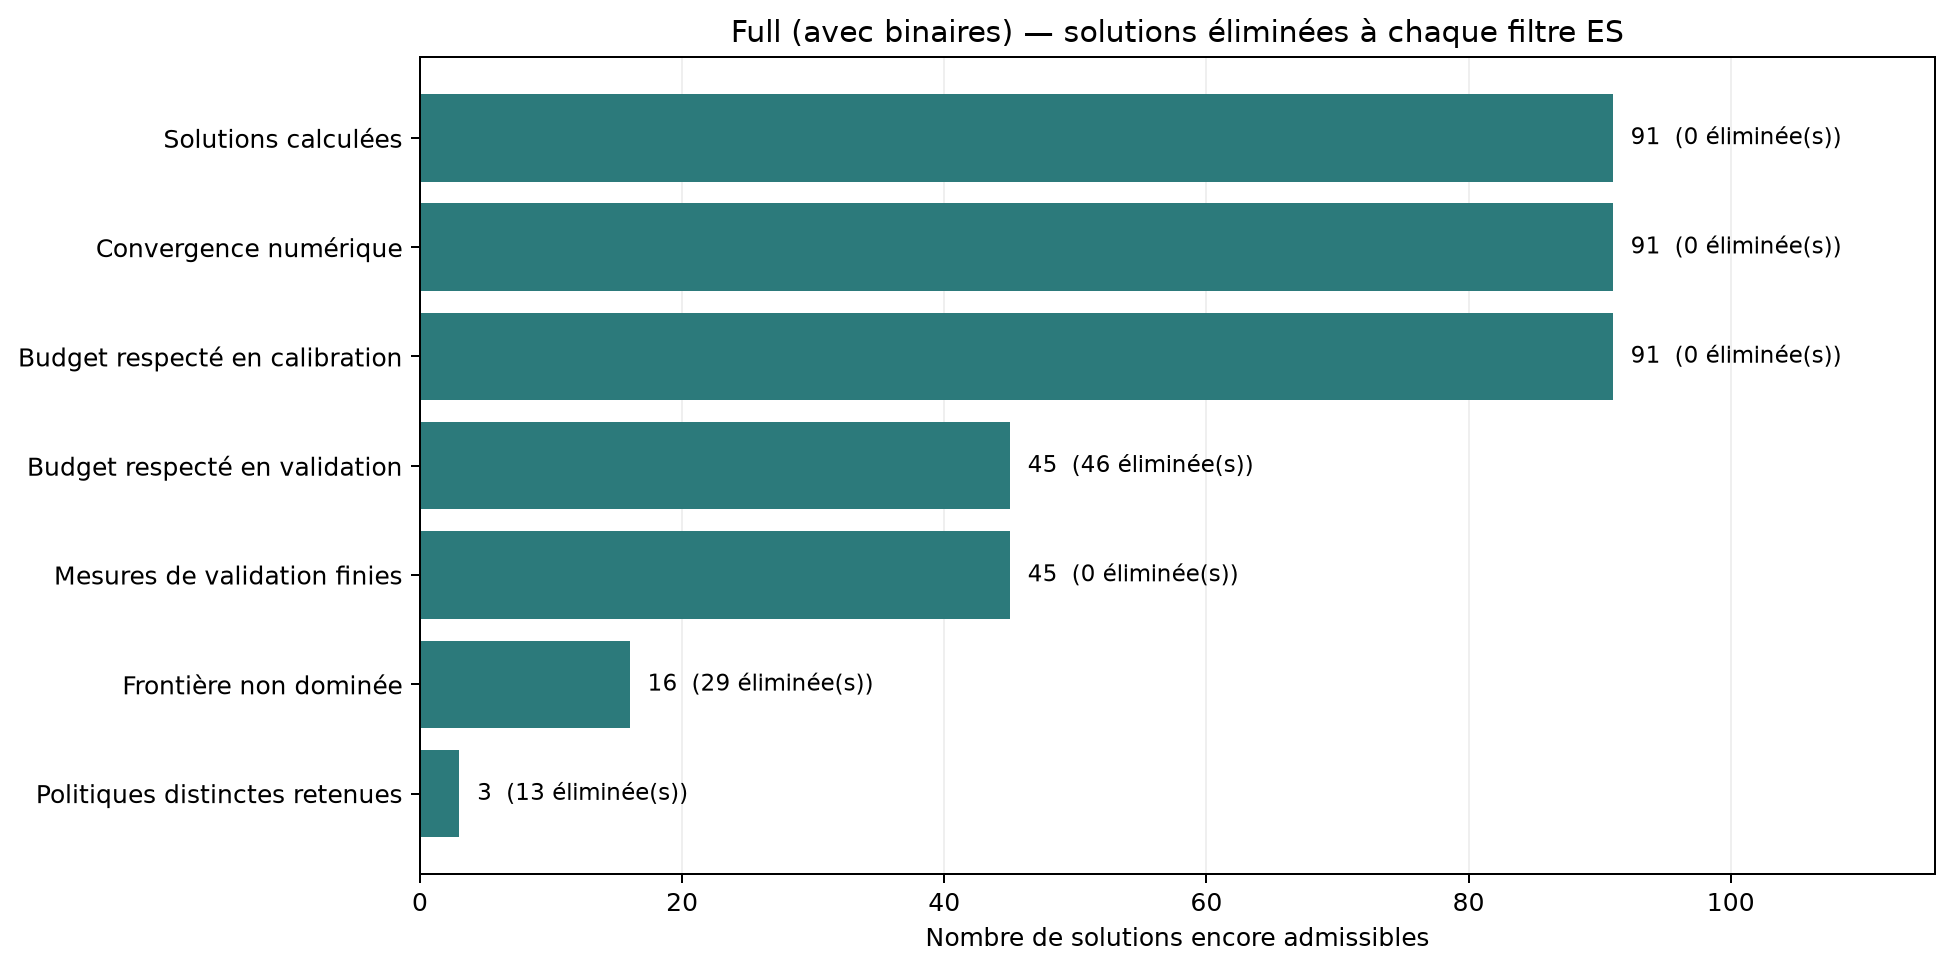 Full (avec binaires) — solutions éliminées à chaque filtre ES
Solutions calculées
91  (0 éliminée(s))
Convergence numérique
91  (0 éliminée(s))
Budget respecté en calibration
91  (0 éliminée(s))
Budget respecté en validation
45  (46 éliminée(s))
Mesures de validation finies
45  (0 éliminée(s))
Frontière non dominée
16  (29 éliminée(s))
Politiques distinctes retenues
3  (13 éliminée(s))
0 20 40 60 80 100
Nombre de solutions encore admissibles